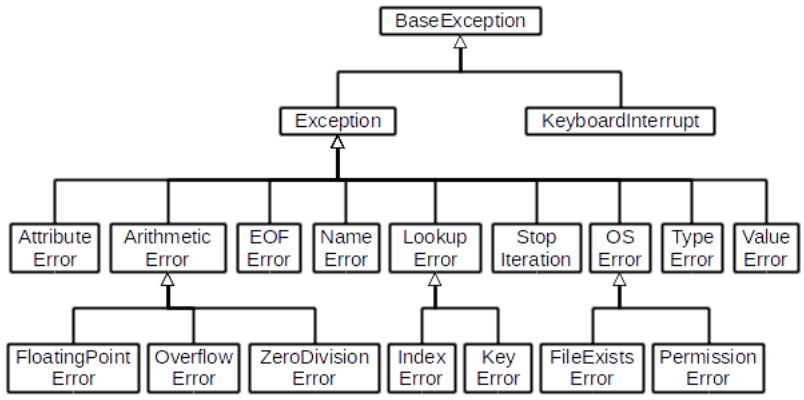 BaseException
Exception
KeyboardInterrupt
Attribute
Error
Arithmetic
Error
EOF
Error
Name
Error
Lookup
Error
Stop
Iteration
OS
Error
Type
Error
Value
Error
FloatingPoint
Error
Overflow
Error
ZeroDivision
Error
Index
Error
Key
Error
FileExists
Error
Permission
Error